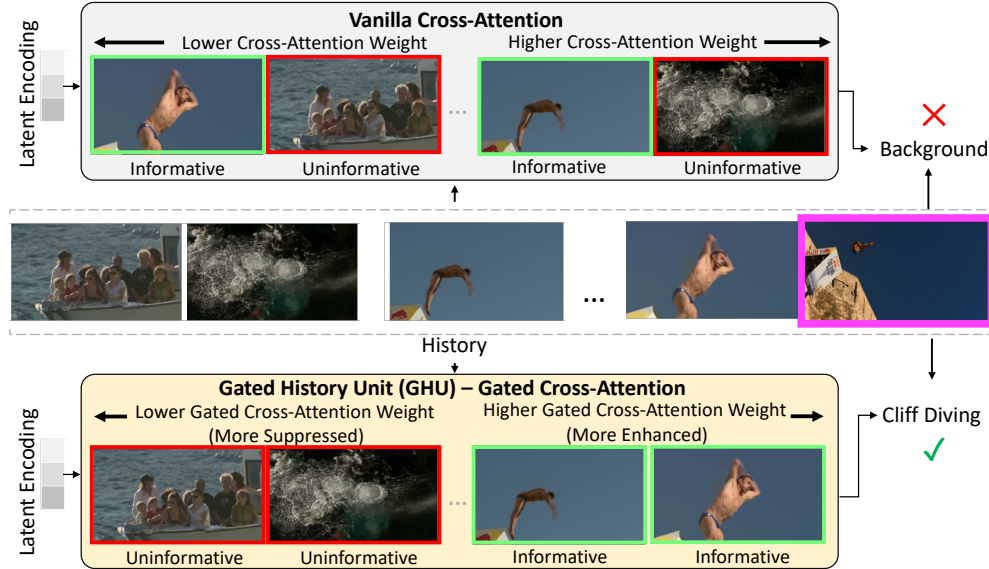 Vanilla Cross-Attention
Lower Cross-Attention Weight
Higher Cross-Attention Weight
Latent Encoding
...
Informative
Uninformative
Informative
Uninformative
Background
...
History
Gated History Unit (GHU) – Gated Cross-Attention
Lower Gated Cross-Attention Weight
(More Suppressed)
Higher Gated Cross-Attention Weight
(More Enhanced)
Latent Encoding
...
Uninformative
Uninformative
Informative
Informative
Cliff Diving